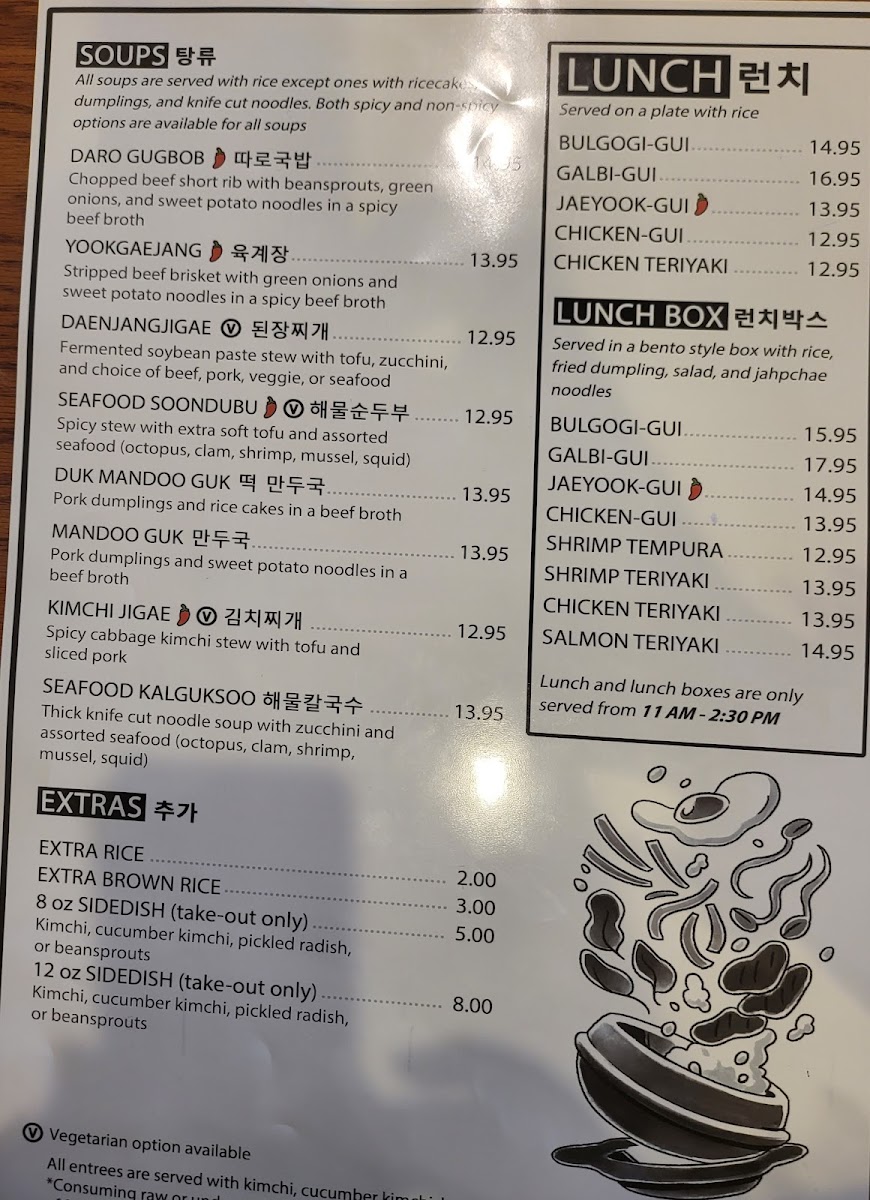 SOUPS 탕류
All soups are served with rice except ones with ricecakes,
dumplings, and knife cut noodles. Both spicy and non-spicy
options are available for all soups
DARO GUGBOB 따로국밥 14.95
Chopped beef short rib with beansprouts, green
onions, and sweet potato noodles in a spicy
beef broth
YOOKGAEJANG 육계장 13.95
Stripped beef brisket with green onions and
sweet potato noodles in a spicy beef broth
DAENJANGJIGAE Ⓥ 된장찌개 12.95
Fermented soybean paste stew with tofu, zucchini,
and choice of beef, pork, veggie, or seafood
SEAFOOD SOONDUBU Ⓥ 해물순두부 12.95
Spicy stew with extra soft tofu and assorted
seafood (octopus, clam, shrimp, mussel, squid)
DUK MANDOO GUK 떡 만두국 13.95
Pork dumplings and rice cakes in a beef broth
MANDOO GUK 만두국 13.95
Pork dumplings and sweet potato noodles in a
beef broth
KIMCHI JIGAE Ⓥ 김치찌개 12.95
Spicy cabbage kimchi stew with tofu and
sliced pork
SEAFOOD KALGUKSOO 해물칼국수 13.95
Thick knife cut noodle soup with zucchini and
assorted seafood (octopus, clam, shrimp,
mussel, squid)
EXTRAS 추가
EXTRA RICE 2.00
EXTRA BROWN RICE 3.00
8 oz SIDEDISH (take-out only) 5.00
Kimchi, cucumber kimchi, pickled radish,
or beansprouts
12 oz SIDEDISH (take-out only) 8.00
Kimchi, cucumber kimchi, pickled radish,
or beansprouts
Ⓥ Vegetarian option available
All entrees are served with kimchi, cucumber
*Consuming raw or
LUNCH 런치
Served on a plate with rice
BULGOGI-GUI 14.95
GALBI-GUI 16.95
JAEYOOK-GUI 13.95
CHICKEN-GUI 12.95
CHICKEN TERIYAKI 12.95
LUNCH BOX 런치박스
Served in a bento style box with rice,
fried dumpling, salad, and jahpchae
noodles
BULGOGI-GUI 15.95
GALBI-GUI 17.95
JAEYOOK-GUI 14.95
CHICKEN-GUI 13.95
SHRIMP TEMPURA 12.95
SHRIMP TERIYAKI 13.95
CHICKEN TERIYAKI 13.95
SALMON TERIYAKI 14.95
Lunch and lunch boxes are only
served from 11 AM - 2:30 PM